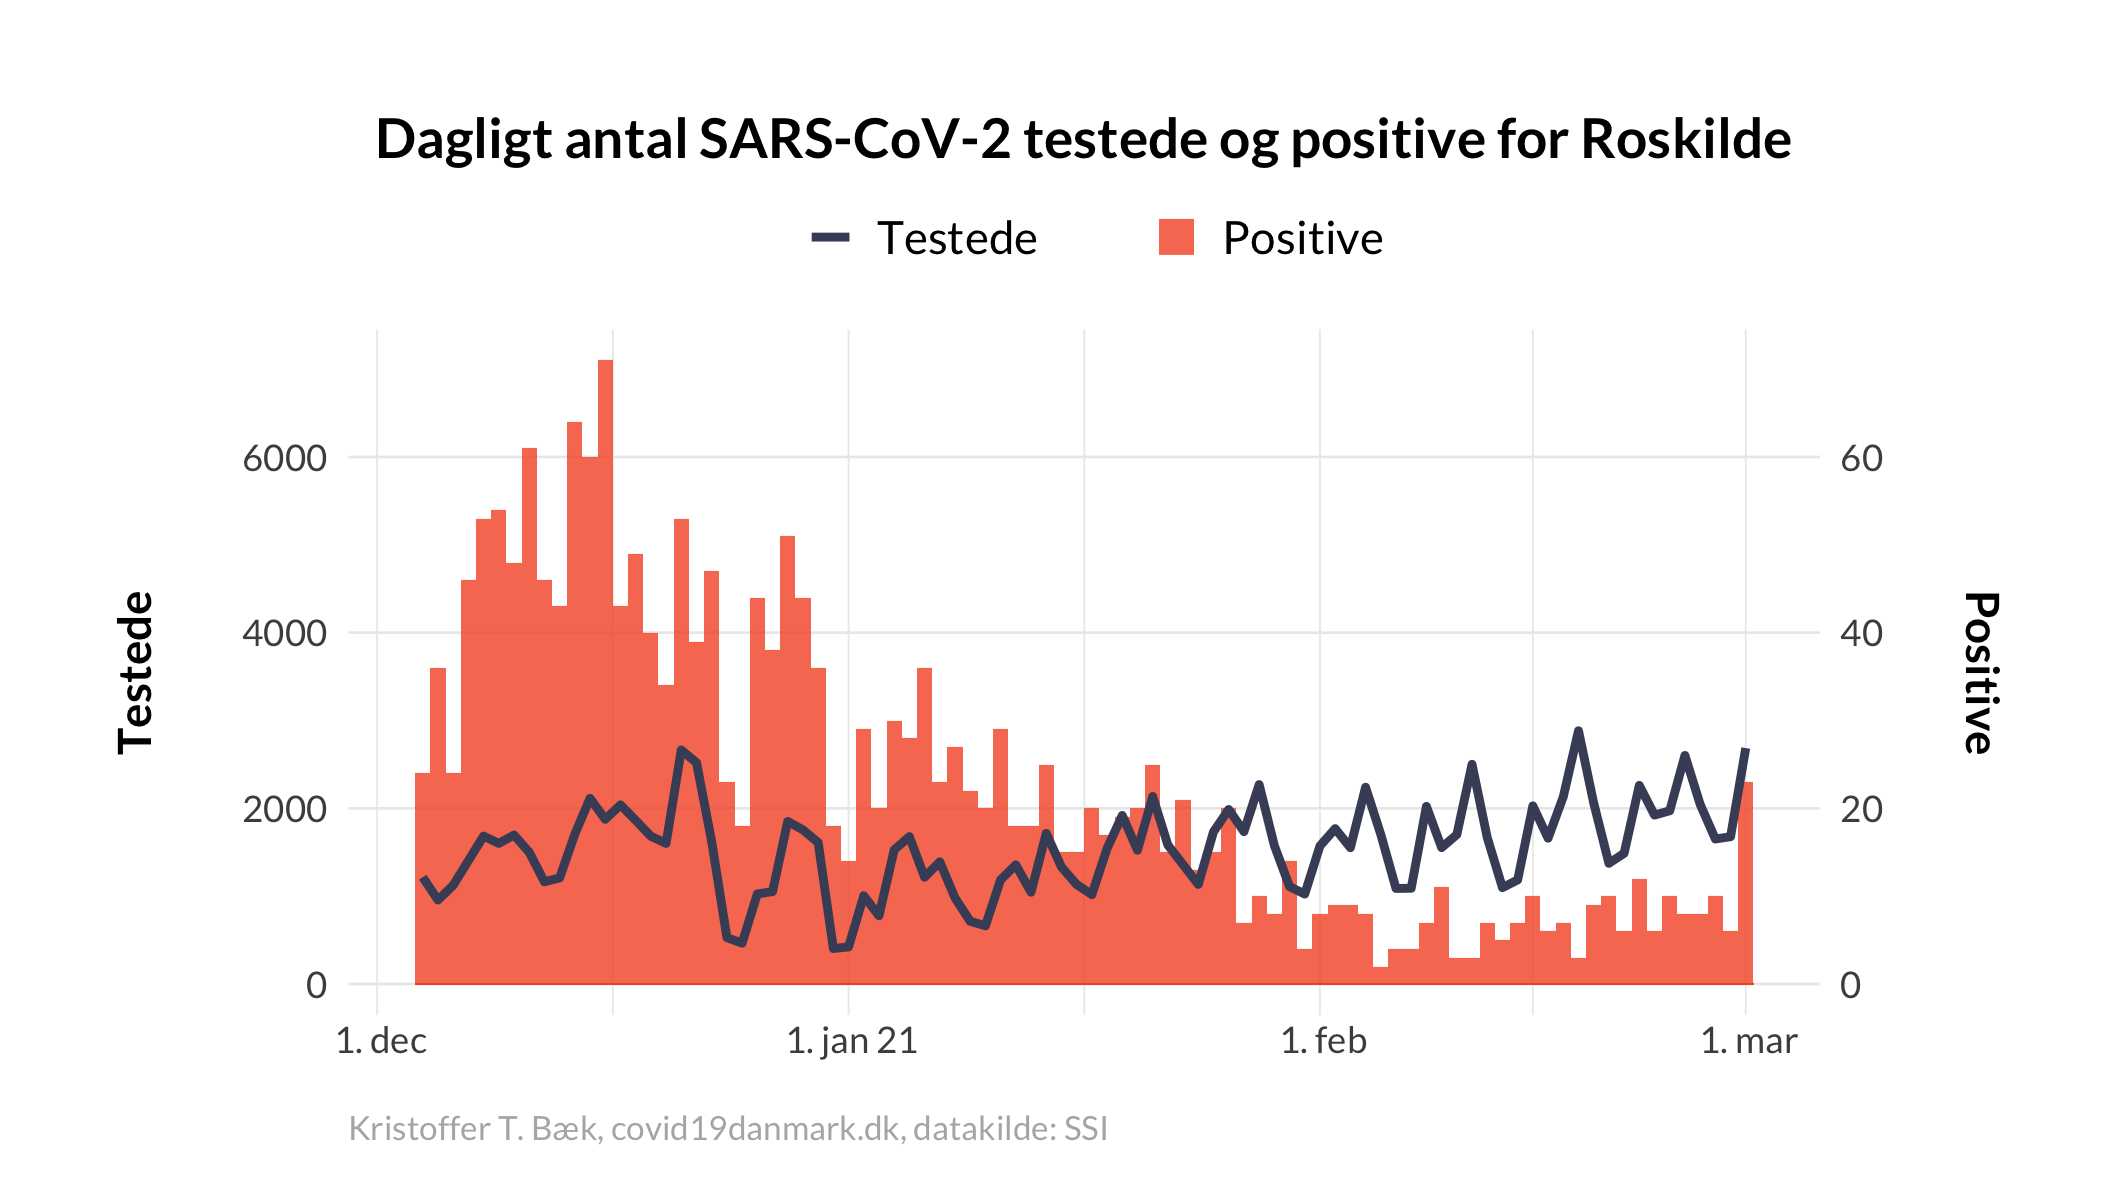 Dagligt antal SARS-CoV-2 testede og positive for Roskilde
Testede
Positive
6000
4000
2000
0
60
40
20
0
Testede
Positive
1. dec
1. jan 21
1. feb
1. mar
Kristoffer T. Bæk, covid19danmark.dk, datakilde: SSI